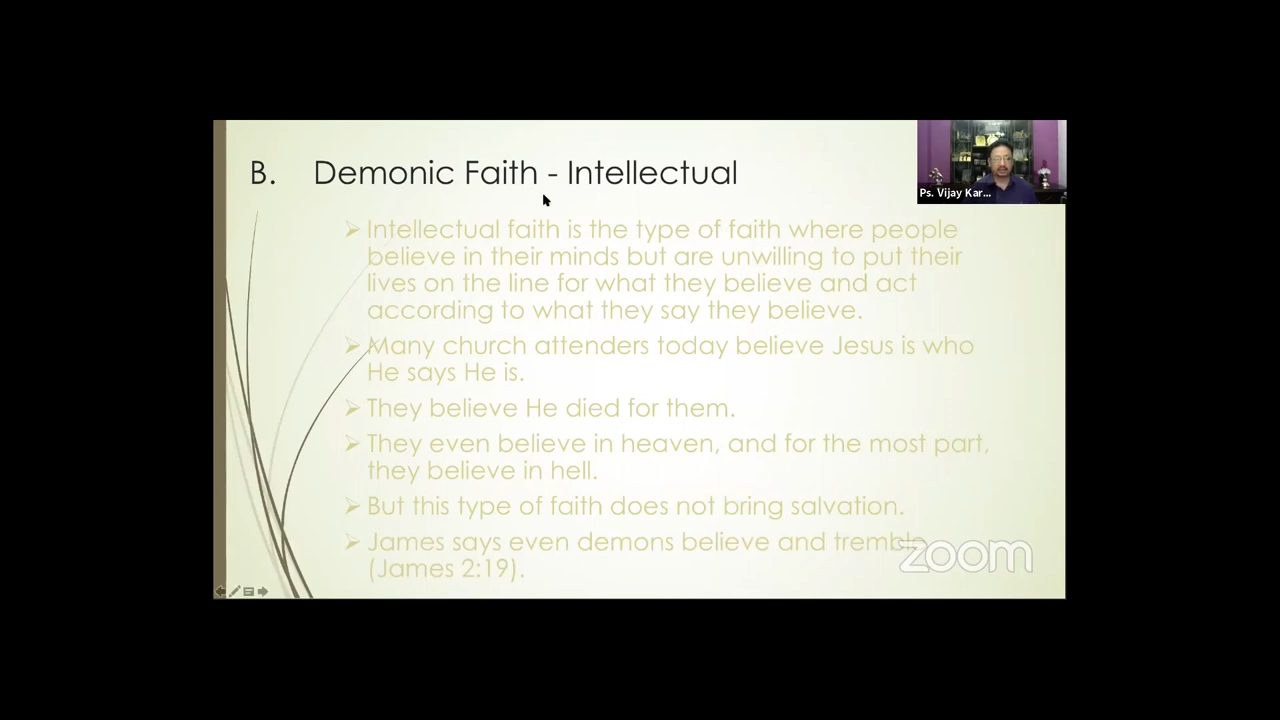 B. Demonic Faith - Intellectual
Ps. Vijay Kar...
➢ Intellectual faith is the type of faith where people
believe in their minds but are unwilling to put their
lives on the line for what they believe and act
according to what they say they believe.
➢ Many church attenders today believe Jesus is who
He says He is.
➢ They believe He died for them.
➢ They even believe in heaven, and for the most part,
they believe in hell.
➢ But this type of faith does not bring salvation.
➢ James says even demons believe and tremble
(James 2:19).
zoom